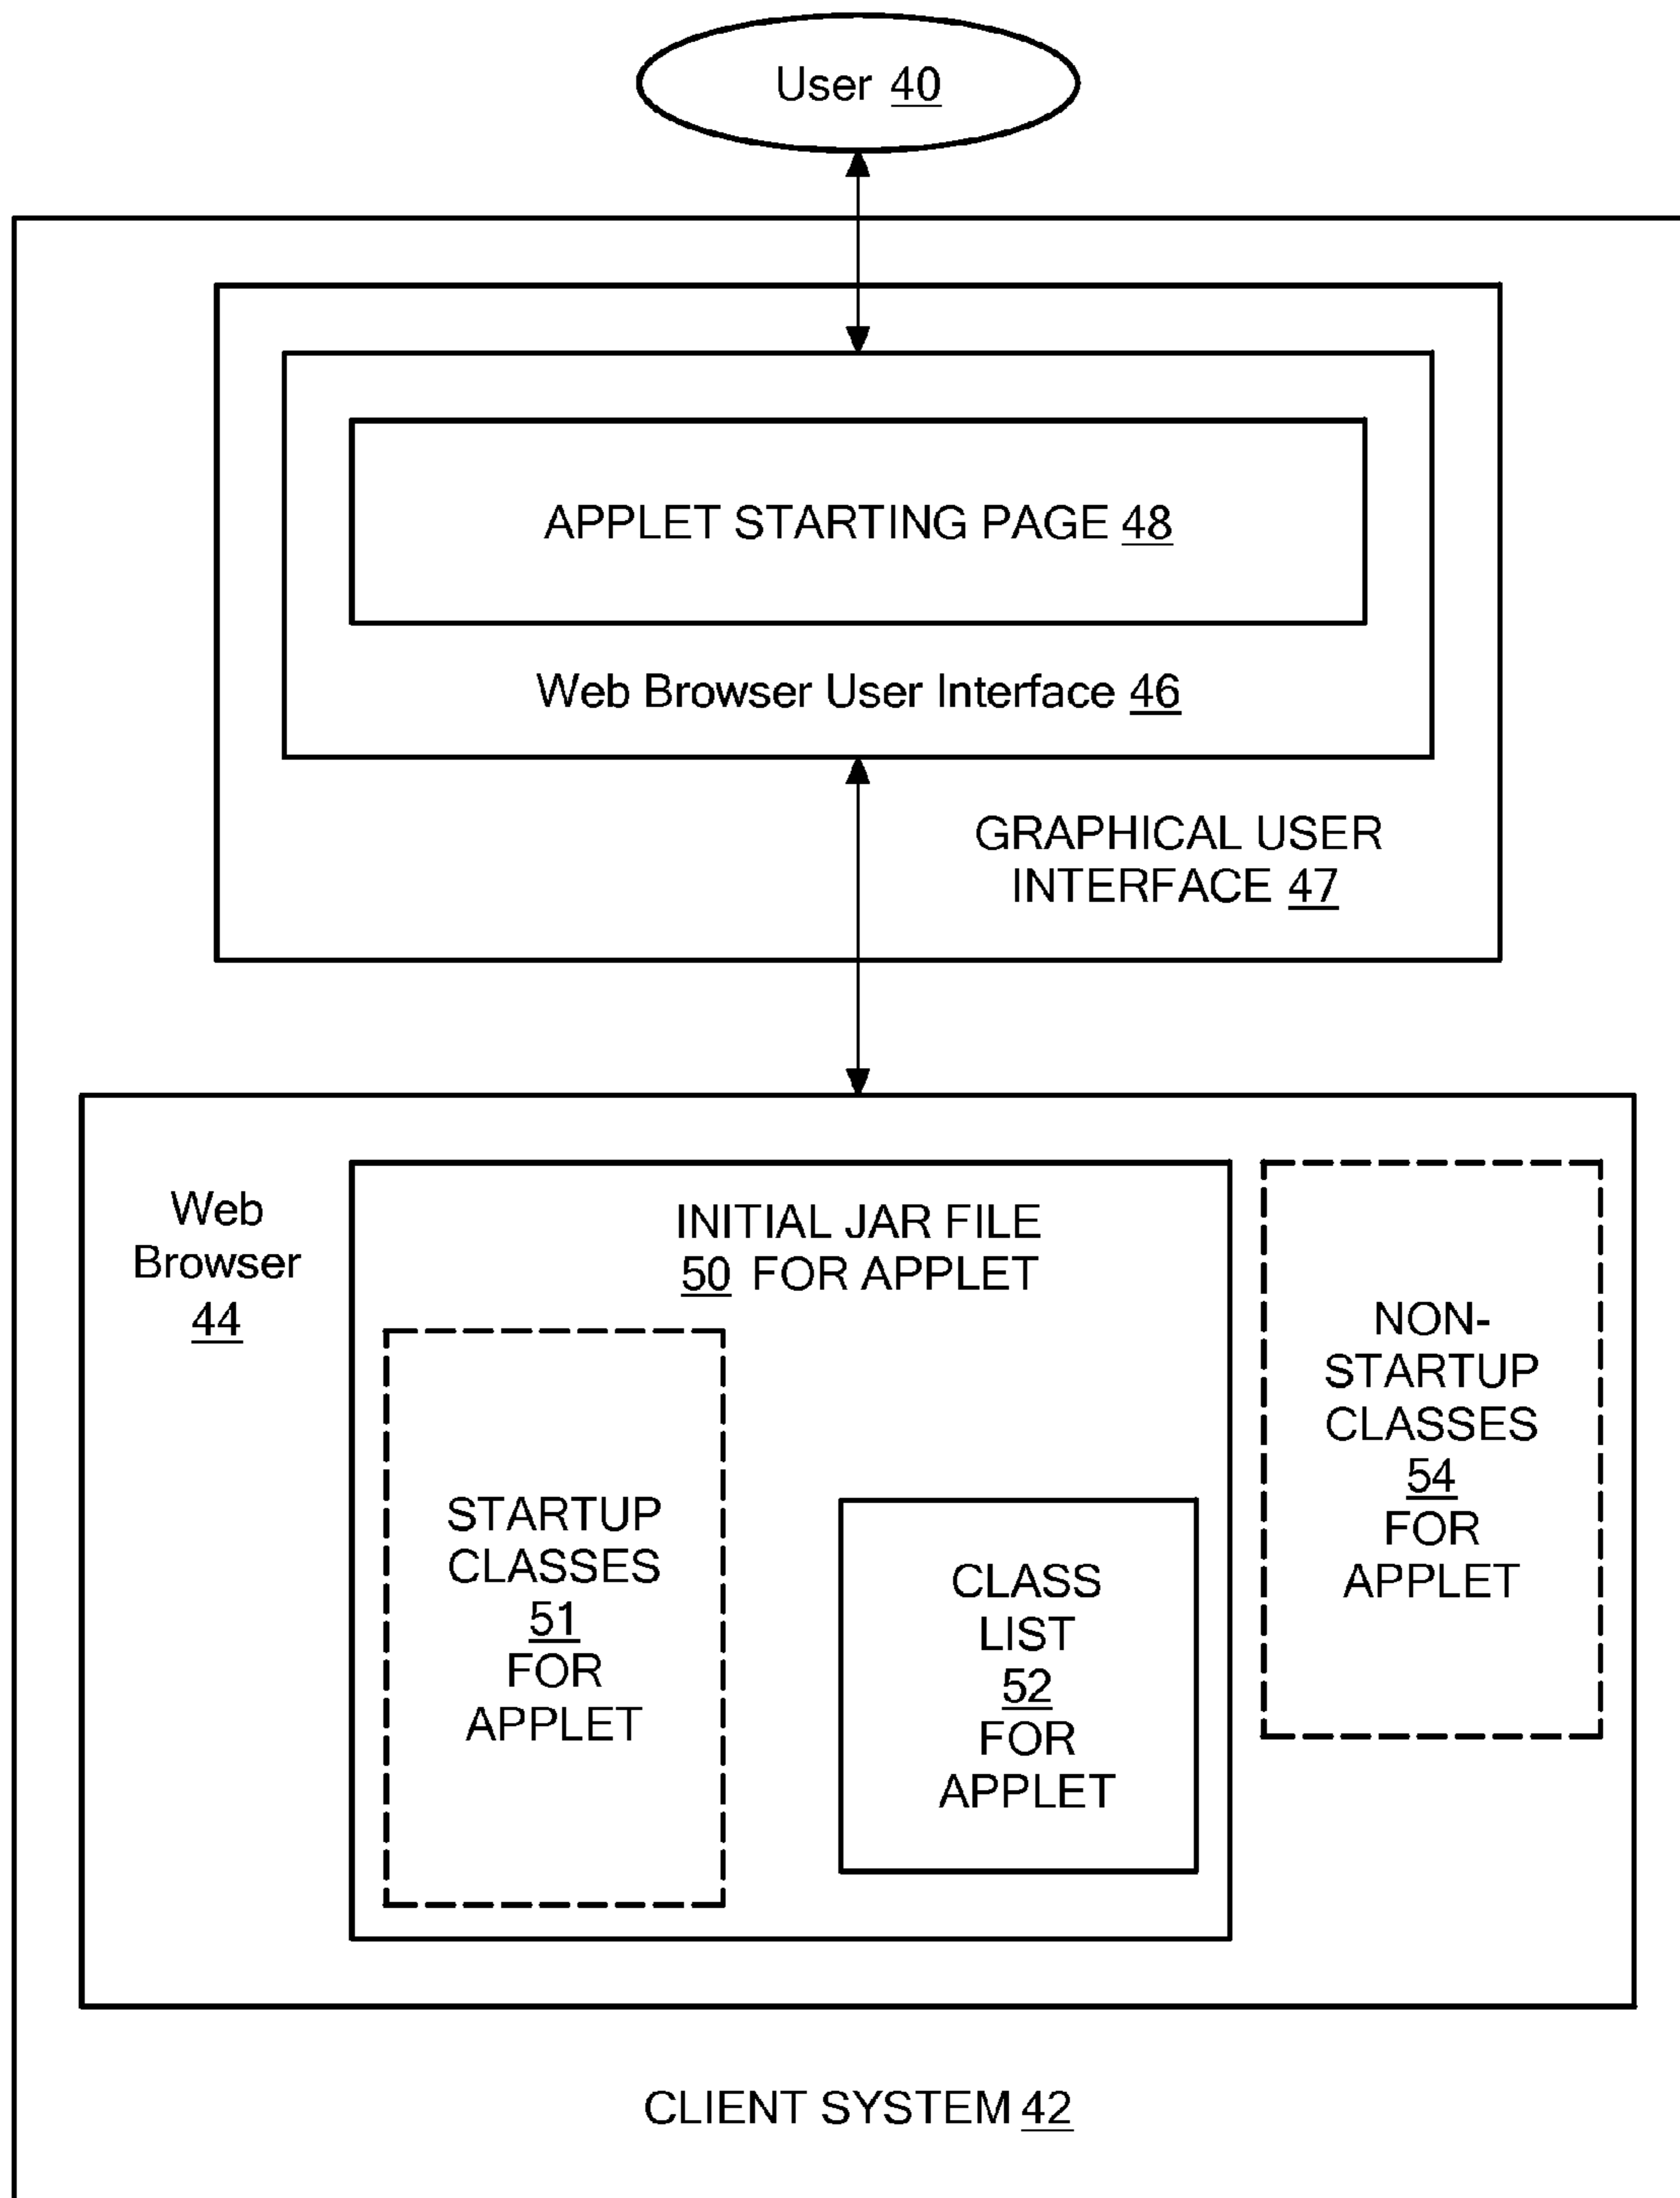 User 40
APPLET STARTING PAGE 48
Web Browser User Interface 46
GRAPHICAL USER
INTERFACE 47
Web
Browser
44
INITIAL JAR FILE
50 FOR APPLET
STARTUP
CLASSES
51
FOR
APPLET
CLASS
LIST
52
FOR
APPLET
NON-
STARTUP
CLASSES
54
FOR
APPLET
CLIENT SYSTEM 42